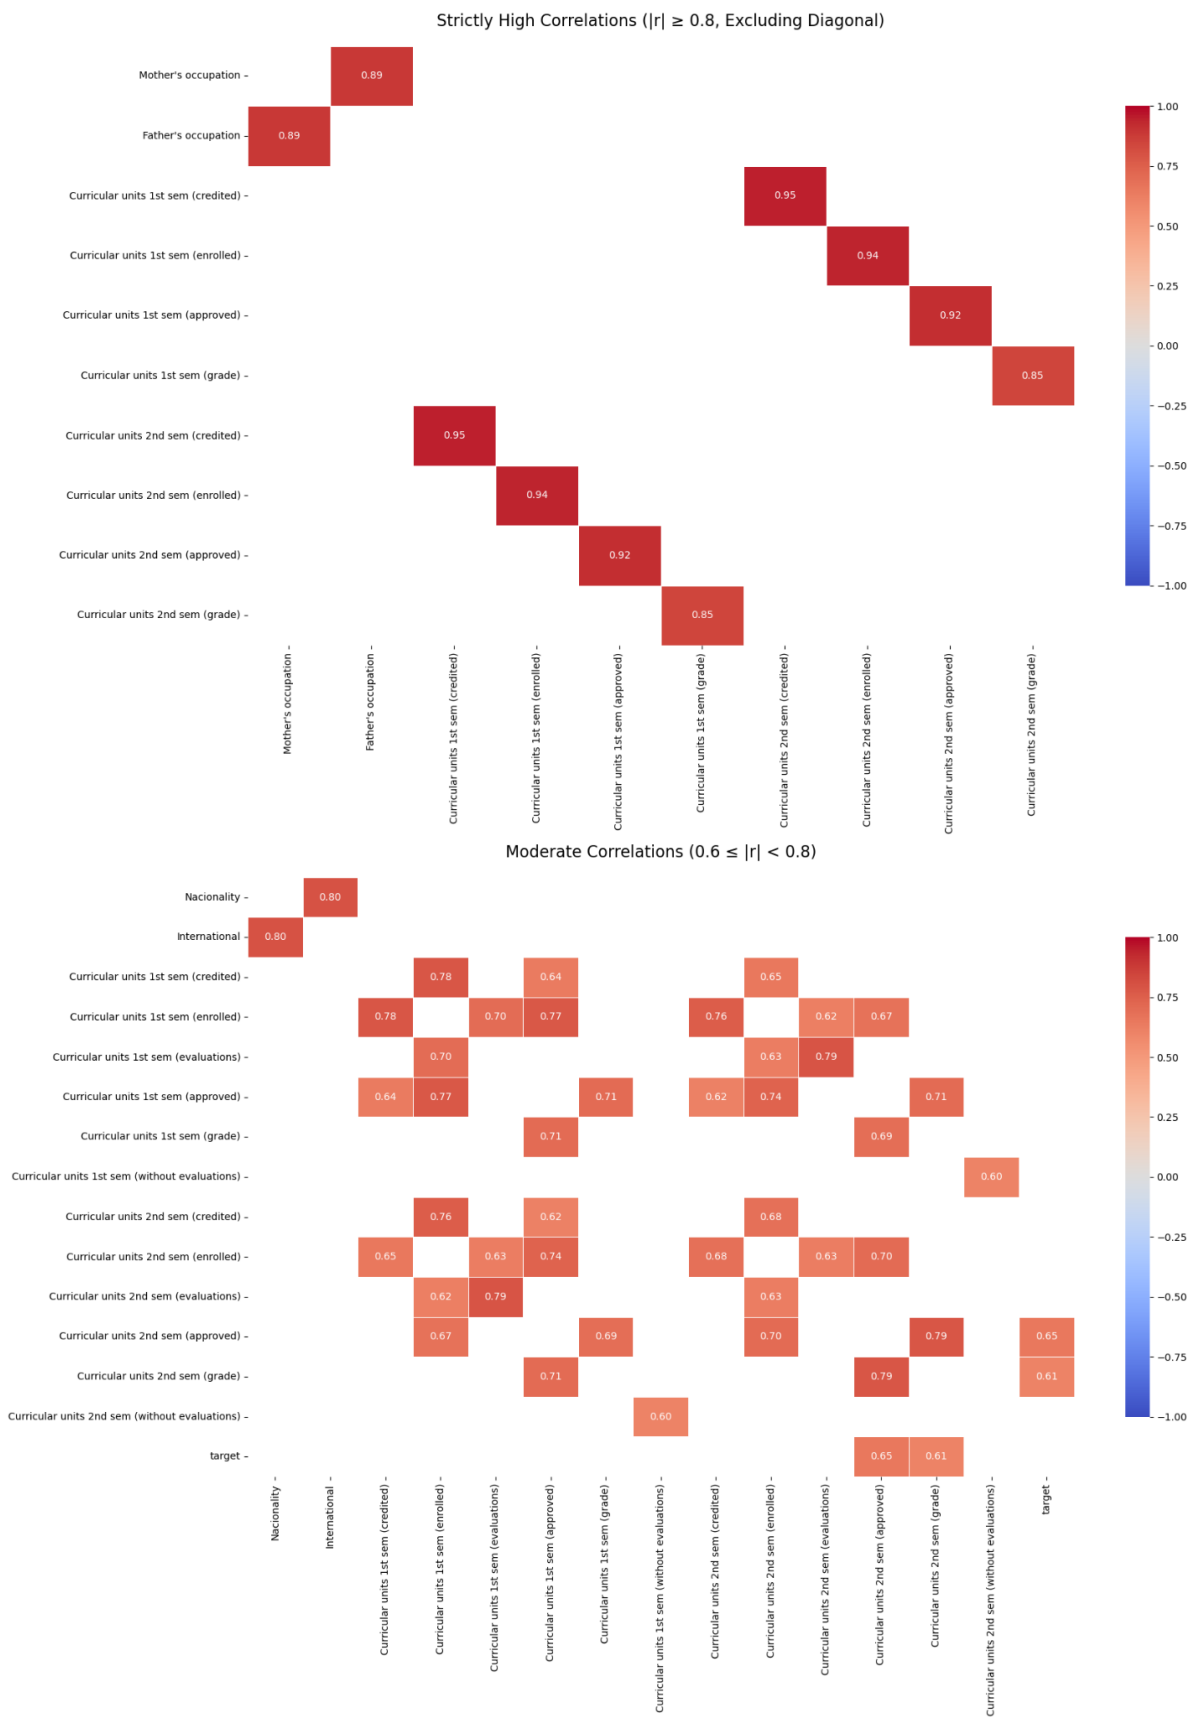 Strictly High Correlations (|r| ≥ 0.8, Excluding Diagonal)
Mother's occupation
0.89
Father's occupation
0.89
Curricular units 1st sem (credited)
0.95
Curricular units 1st sem (enrolled)
0.94
Curricular units 1st sem (approved)
0.92
Curricular units 1st sem (grade)
0.85
Curricular units 2nd sem (credited)
0.95
Curricular units 2nd sem (enrolled)
0.94
Curricular units 2nd sem (approved)
0.92
Curricular units 2nd sem (grade)
0.85
Mother's occupation
Father's occupation
Curricular units 1st sem (credited)
Curricular units 1st sem (enrolled)
Curricular units 1st sem (approved)
Curricular units 1st sem (grade)
Curricular units 2nd sem (credited)
Curricular units 2nd sem (enrolled)
Curricular units 2nd sem (approved)
Curricular units 2nd sem (grade)
1.00
0.75
0.50
0.25
0.00
−0.25
−0.50
−0.75
−1.00
Moderate Correlations (0.6 ≤ |r| < 0.8)
Nacionality
0.80
International
0.80
Curricular units 1st sem (credited)
0.78 0.64 0.65
Curricular units 1st sem (enrolled)
0.78 0.70 0.77 0.76 0.62 0.67
Curricular units 1st sem (evaluations)
0.70 0.63 0.79
Curricular units 1st sem (approved)
0.64 0.77 0.71 0.62 0.74 0.71
Curricular units 1st sem (grade)
0.71 0.69
Curricular units 1st sem (without evaluations)
0.60
Curricular units 2nd sem (credited)
0.76 0.62 0.68
Curricular units 2nd sem (enrolled)
0.65 0.63 0.74 0.68 0.63 0.70
Curricular units 2nd sem (evaluations)
0.62 0.79 0.63
Curricular units 2nd sem (approved)
0.67 0.69 0.70 0.79 0.65
Curricular units 2nd sem (grade)
0.71 0.79 0.61
Curricular units 2nd sem (without evaluations)
0.60
target
0.65 0.61
Nacionality
International
Curricular units 1st sem (credited)
Curricular units 1st sem (enrolled)
Curricular units 1st sem (evaluations)
Curricular units 1st sem (approved)
Curricular units 1st sem (grade)
Curricular units 1st sem (without evaluations)
Curricular units 2nd sem (credited)
Curricular units 2nd sem (enrolled)
Curricular units 2nd sem (evaluations)
Curricular units 2nd sem (approved)
Curricular units 2nd sem (grade)
Curricular units 2nd sem (without evaluations)
target
1.00
0.75
0.50
0.25
0.00
−0.25
−0.50
−0.75
−1.00